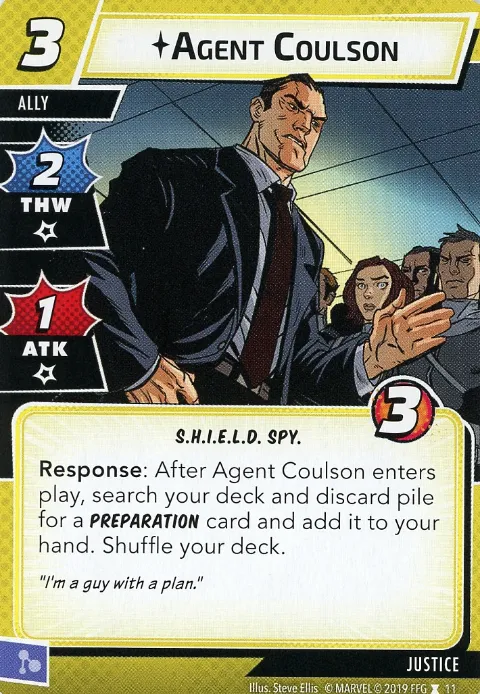 3
AGENT COULSON
ALLY
2
THW
1
ATK
3
S.H.I.E.L.D. SPY.
Response: After Agent Coulson enters
play, search your deck and discard pile
for a PREPARATION card and add it to your
hand. Shuffle your deck.
"I'm a guy with a plan."
JUSTICE
Illus. Steve Ellis © MARVEL © 2019 FFG 11